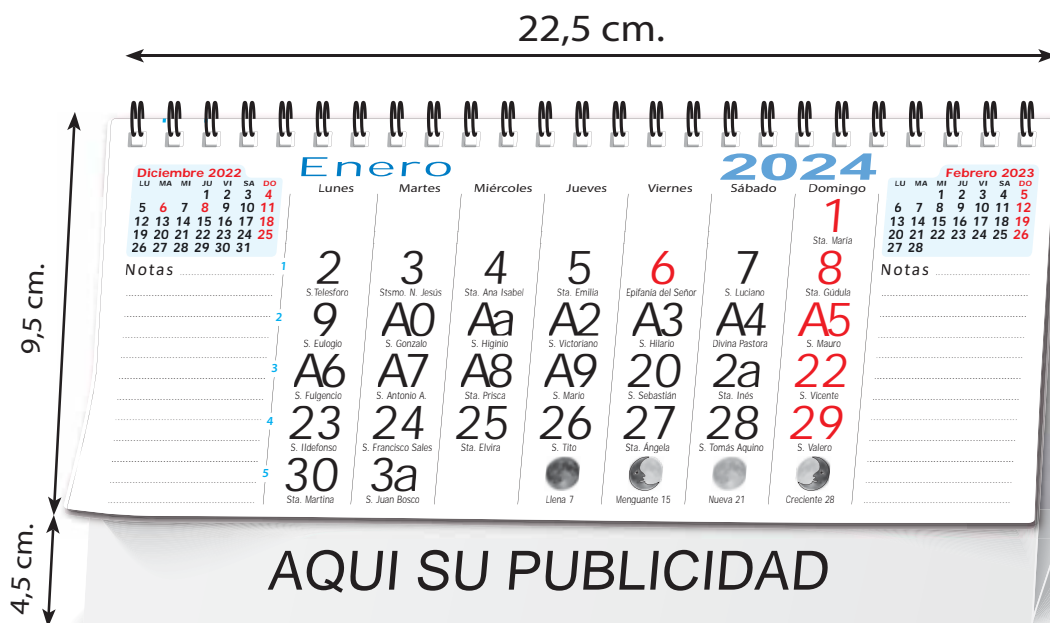 22,5 cm.
9,5 cm.
4,5 cm.
Enero
2024
Diciembre 2022
LU MA MI JU VI SA DO
1 2 3 4
5 6 7 8 9 10 11
12 13 14 15 16 17 18
19 20 21 22 23 24 25
26 27 28 29 30 31
Notas
Lunes Martes Miércoles Jueves Viernes Sábado Domingo
1
Sta. María
1 2 3 4 5 6 7 8
S.Telesforo Stsmo. N. Jesús Sta. Ana Isabel Sta. Emilia Epifania del Señor S. Luciano Sta. Gúdula
2 9 A0 Aa A2 A3 A4 A5
S. Eulogio S. Gonzalo S. Higinio S. Victoriano S. Hilario Divina Pastora S. Mauro
3 A6 A7 A8 A9 20 2a 22
S. Fulgencio S. Antonio A. Sta. Prisca S. Mario S. Sebastián Sta. Inés S. Vicente
4 23 24 25 26 27 28 29
S. Ildefonso S. Francisco Sales Sta. Elvira S. Tito Sta. Ángela S. Tomás Aquino S. Valero
5 30 3a
Sta. Martina S. Juan Bosco Llena 7 Menguante 15 Nueva 21 Creciente 28
Febrero 2023
LU MA MI JU VI SA DO
1 2 3 4 5
6 7 8 9 10 11 12
13 14 15 16 17 18 19
20 21 22 23 24 25 26
27 28
Notas
AQUI SU PUBLICIDAD